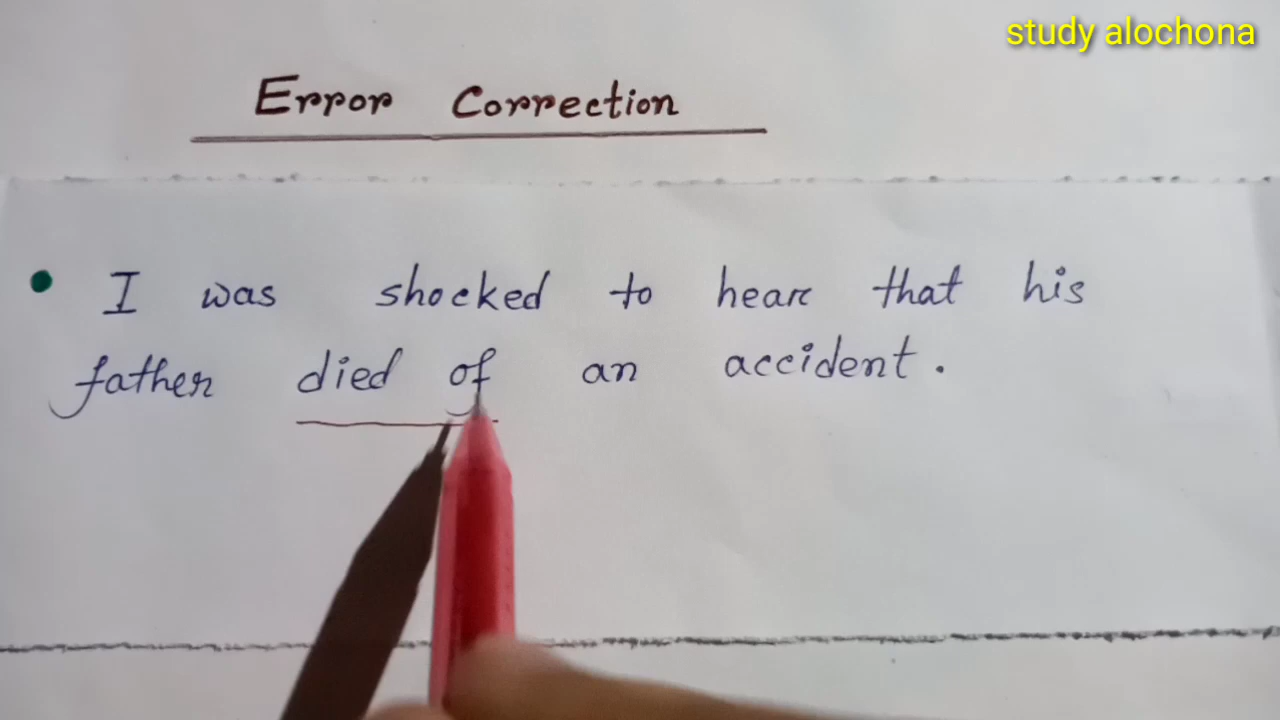 study alochona
Error Correction
I was shocked to hear that his
father died of an accident.